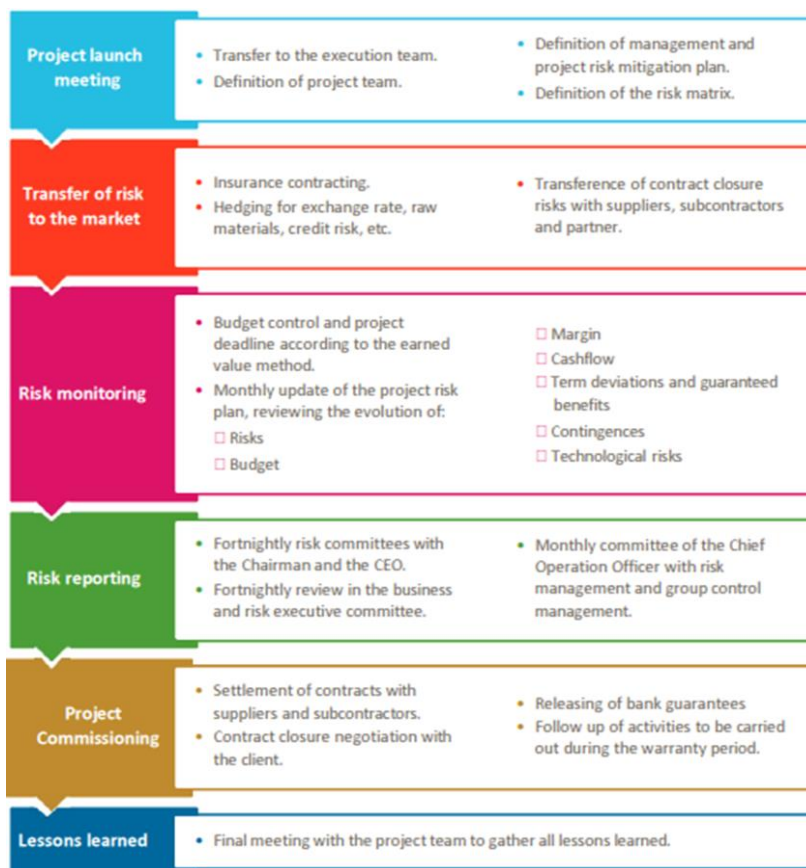 Project launch
meeting
• Transfer to the execution team.
• Definition of project team.
• Definition of management and
project risk mitigation plan.
• Definition of the risk matrix.
Transfer of risk
to the market
• Insurance contracting.
• Hedging for exchange rate, raw
materials, credit risk, etc.
• Transference of contract closure
risks with suppliers, subcontractors
and partner.
Risk monitoring
• Budget control and project
deadline according to the earned
value method.
• Monthly update of the project risk
plan, reviewing the evolution of:
□ Risks
□ Budget
□ Margin
□ Cashflow
□ Term deviations and guaranteed
benefits
□ Contingences
□ Technological risks
Risk reporting
• Fortnightly risk committees with
the Chairman and the CEO.
• Fortnightly review in the business
and risk executive committee.
• Monthly committee of the Chief
Operation Officer with risk
management and group control
management.
Project
Commissioning
• Settlement of contracts with
suppliers and subcontractors.
• Contract closure negotiation with
the client.
• Releasing of bank guarantees
• Follow up of activities to be carried
out during the warranty period.
Lessons learned
• Final meeting with the project team to gather all lessons learned.